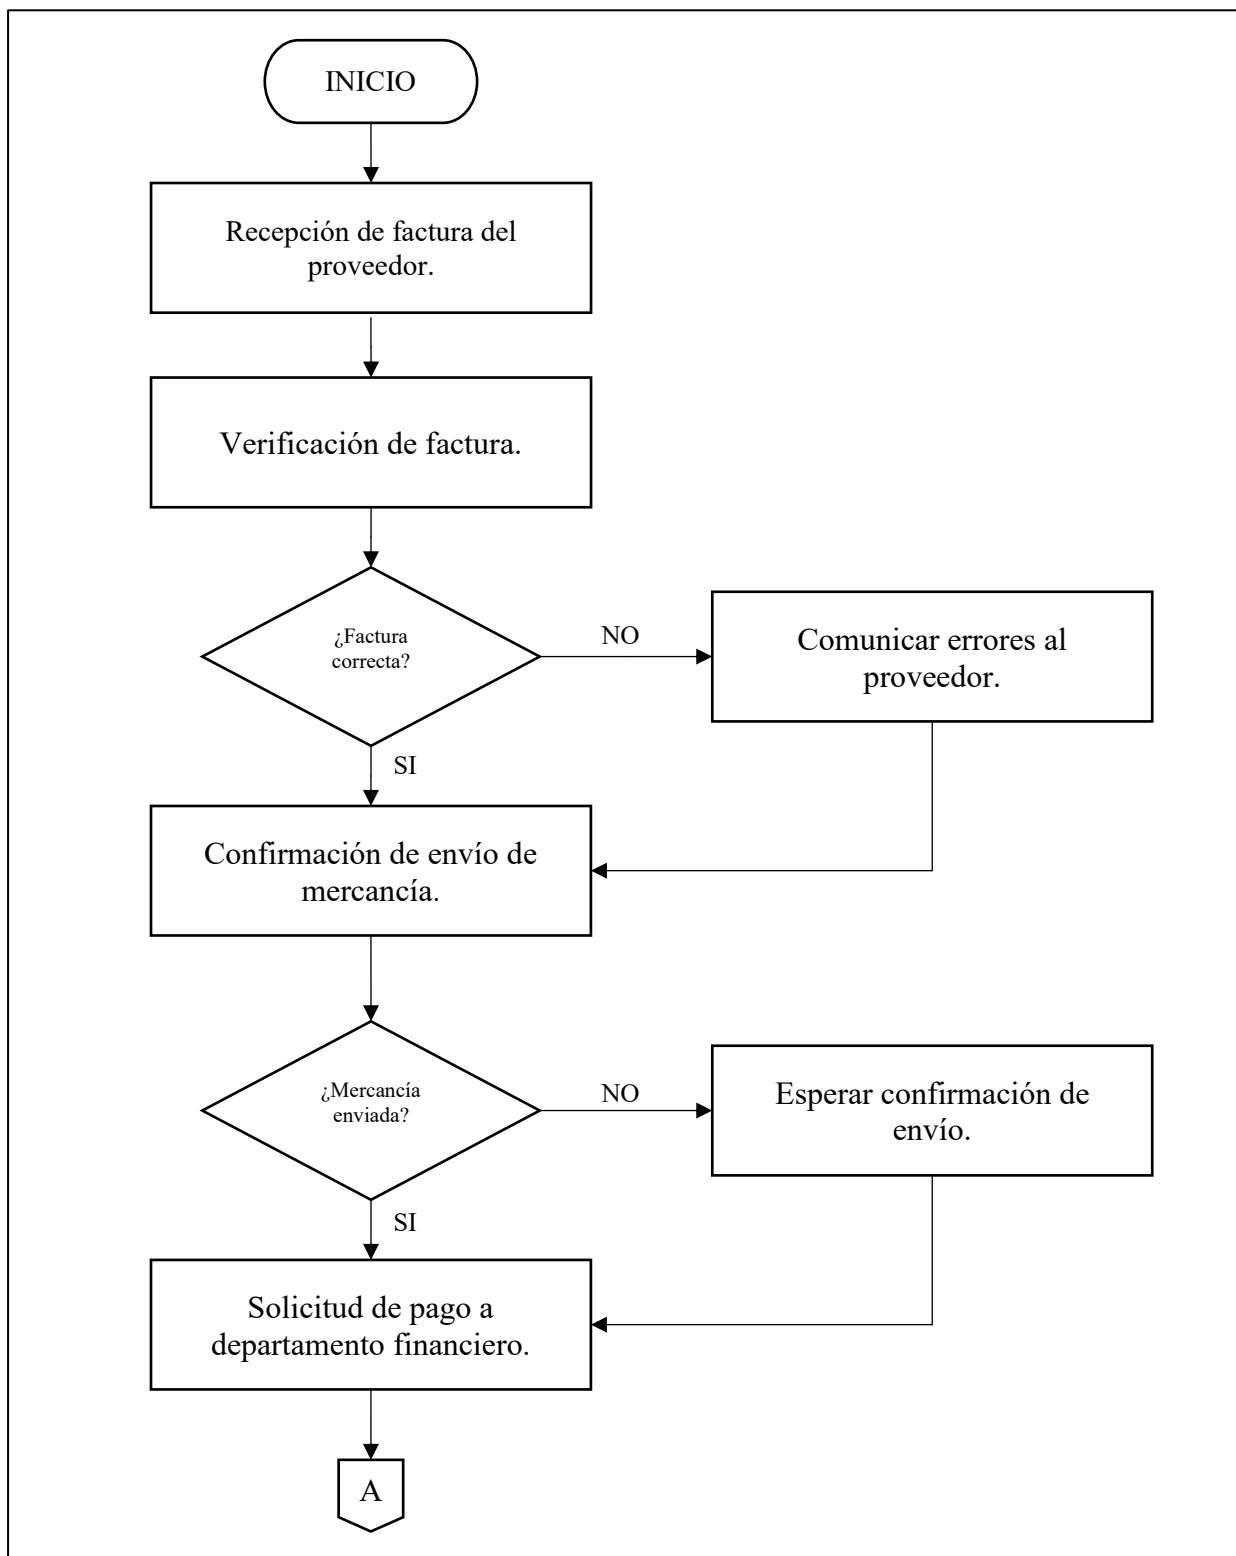 INICIO
Recepción de factura del
proveedor.
Verificación de factura.
¿Factura
correcta?
NO
Comunicar errores al
proveedor.
SI
Confirmación de envío de
mercancía.
¿Mercancía
enviada?
NO
Esperar confirmación de
envío.
SI
Solicitud de pago a
departamento financiero.
A